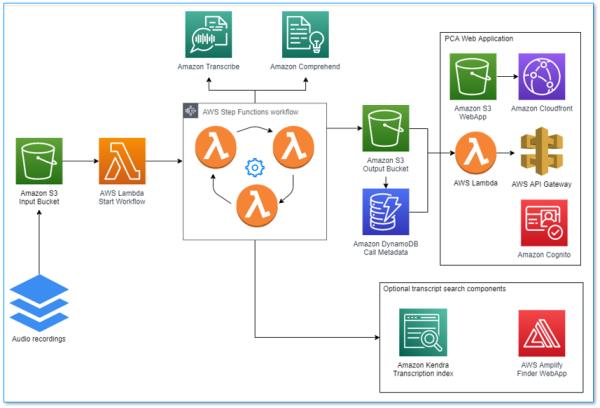 Amazon Transcribe
Amazon Comprehend
PCA Web Application
Amazon S3
WebApp
Amazon Cloudfront
AWS Step Functions workflow
Amazon S3
Input Bucket
AWS Lambda
Start Workflow
Amazon S3
Output Bucket
AWS Lambda
AWS API Gateway
Amazon DynamoDB
Call Metadata
Amazon Cognito
Audio recordings
Optional transcript search components
Amazon Kendra
Transcription index
AWS Amplify
Finder WebApp